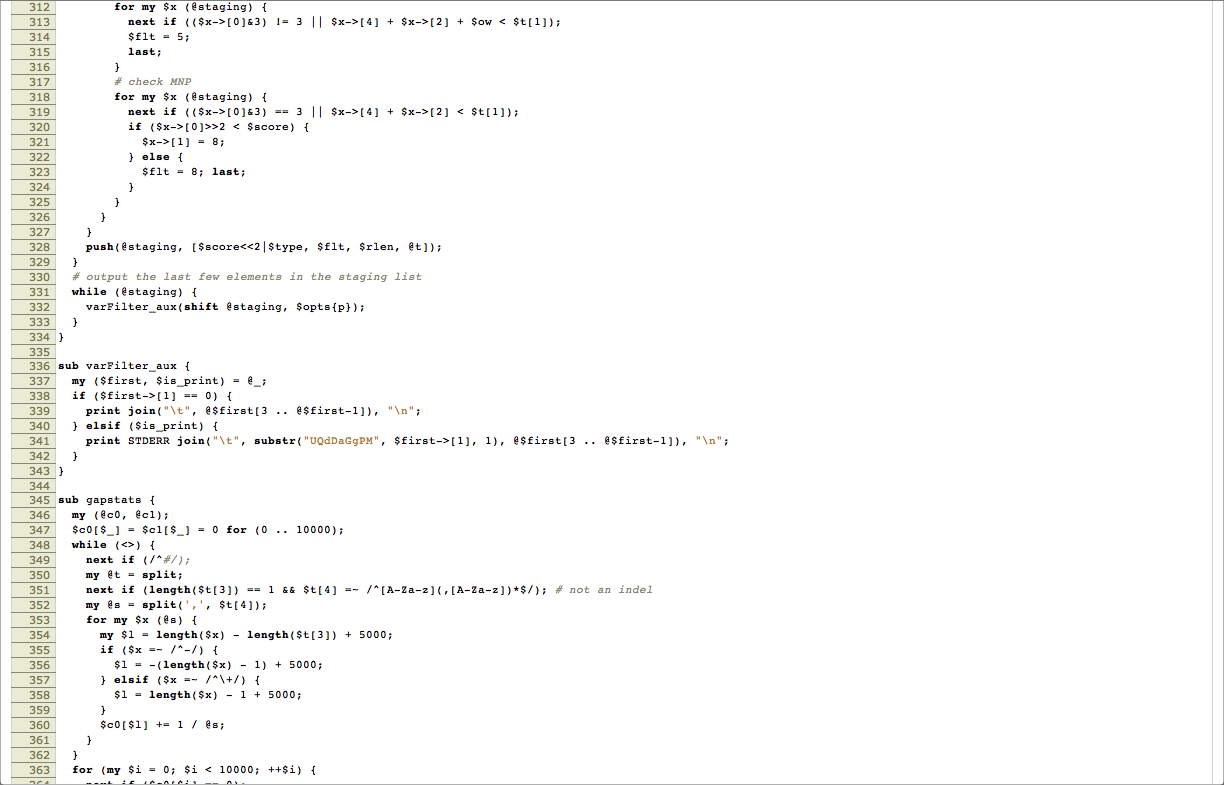 312 for my $x (@staging) {
313 next if (($x->[0]&3) != 3 || $x->[4] + $x->[2] + $ow < $t[1]);
314 $flt = 5;
315 last;
316 }
317 # check MNP
318 for my $x (@staging) {
319 next if (($x->[0]&3) == 3 || $x->[4] + $x->[2] < $t[1]);
320 if ($x->[0]>>2 < $score) {
321 $x->[1] = 8;
322 } else {
323 $flt = 8; last;
324 }
325 }
326 }
327 }
328 push(@staging, [$score<<2|$type, $flt, $rlen, @t]);
329 }
330 # output the last few elements in the staging list
331 while (@staging) {
332 varFilter_aux(shift @staging, $opts{p});
333 }
334 }
335
336 sub varFilter_aux {
337 my ($first, $is_print) = @_;
338 if ($first->[1] == 0) {
339 print join("\t", @$first[3 .. @$first-1]), "\n";
340 } elsif ($is_print) {
341 print STDERR join("\t", substr("UQdDaGgPM", $first->[1], 1), @$first[3 .. @$first-1]), "\n";
342 }
343 }
344
345 sub gapstats {
346 my (@c0, @c1);
347 $c0[$_] = $c1[$_] = 0 for (0 .. 10000);
348 while (<>) {
349 next if (/^#/);
350 my @t = split;
351 next if (length($t[3]) == 1 && $t[4] =~ /^[A-Za-z](,[A-Za-z])*$/); # not an indel
352 my @s = split(',', $t[4]);
353 for my $x (@s) {
354 my $l = length($x) - length($t[3]) + 5000;
355 if ($x =~ /^-/) {
356 $l = -(length($x) - 1) + 5000;
357 } elsif ($x =~ /^\+/) {
358 $l = length($x) - 1 + 5000;
359 }
360 $c0[$l] += 1 / @s;
361 }
362 }
363 for (my $i = 0; $i < 10000; ++$i) {
364 next if ($c0[$i] == 0);